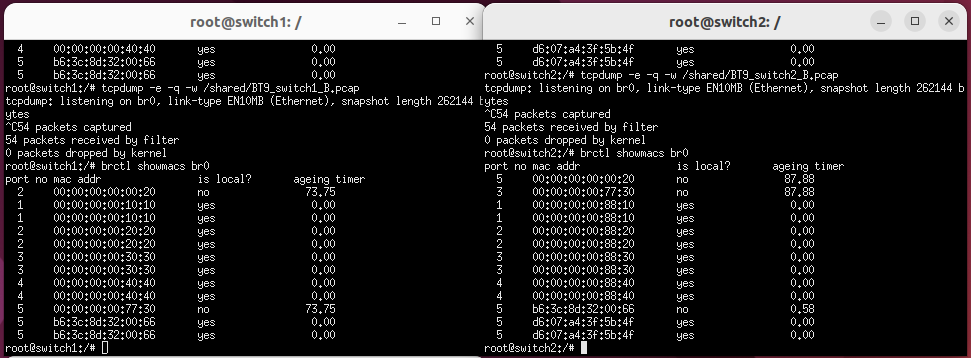 root@switch1: /
4 00:00:00:00:40:40 yes 0.00
5 b6:3c:8d:32:00:66 yes 0.00
5 b6:3c:8d:32:00:66 yes 0.00
root@switch1:/# tcpdump -e -q -w /shared/BT9_switch1_B.pcap
tcpdump: listening on br0, link-type EN10MB (Ethernet), snapshot length 262144 b
ytes
^C54 packets captured
54 packets received by filter
0 packets dropped by kernel
root@switch1:/# brctl showmacs br0
port no mac addr is local? ageing timer
2 00:00:00:00:00:20 no 73.75
1 00:00:00:00:10:10 yes 0.00
1 00:00:00:00:10:10 yes 0.00
2 00:00:00:00:20:20 yes 0.00
2 00:00:00:00:20:20 yes 0.00
3 00:00:00:00:30:30 yes 0.00
3 00:00:00:00:30:30 yes 0.00
4 00:00:00:00:40:40 yes 0.00
4 00:00:00:00:40:40 yes 0.00
5 00:00:00:00:77:30 no 73.75
5 b6:3c:8d:32:00:66 yes 0.00
5 b6:3c:8d:32:00:66 yes 0.00
root@switch1:/#
root@switch2: /
5 d6:07:a4:3f:5b:4f yes 0.00
5 d6:07:a4:3f:5b:4f yes 0.00
root@switch2:/# tcpdump -e -q -w /shared/BT9_switch2_B.pcap
tcpdump: listening on br0, link-type EN10MB (Ethernet), snapshot length 262144 b
ytes
^C54 packets captured
54 packets received by filter
0 packets dropped by kernel
root@switch2:/# brctl showmacs br0
port no mac addr is local? ageing timer
5 00:00:00:00:00:20 no 87.88
3 00:00:00:00:77:30 no 87.88
1 00:00:00:00:88:10 yes 0.00
1 00:00:00:00:88:10 yes 0.00
2 00:00:00:00:88:20 yes 0.00
2 00:00:00:00:88:20 yes 0.00
3 00:00:00:00:88:30 yes 0.00
3 00:00:00:00:88:30 yes 0.00
4 00:00:00:00:88:40 yes 0.00
4 00:00:00:00:88:40 yes 0.00
5 b6:3c:8d:32:00:66 no 0.58
5 d6:07:a4:3f:5b:4f yes 0.00
5 d6:07:a4:3f:5b:4f yes 0.00
root@switch2:/#